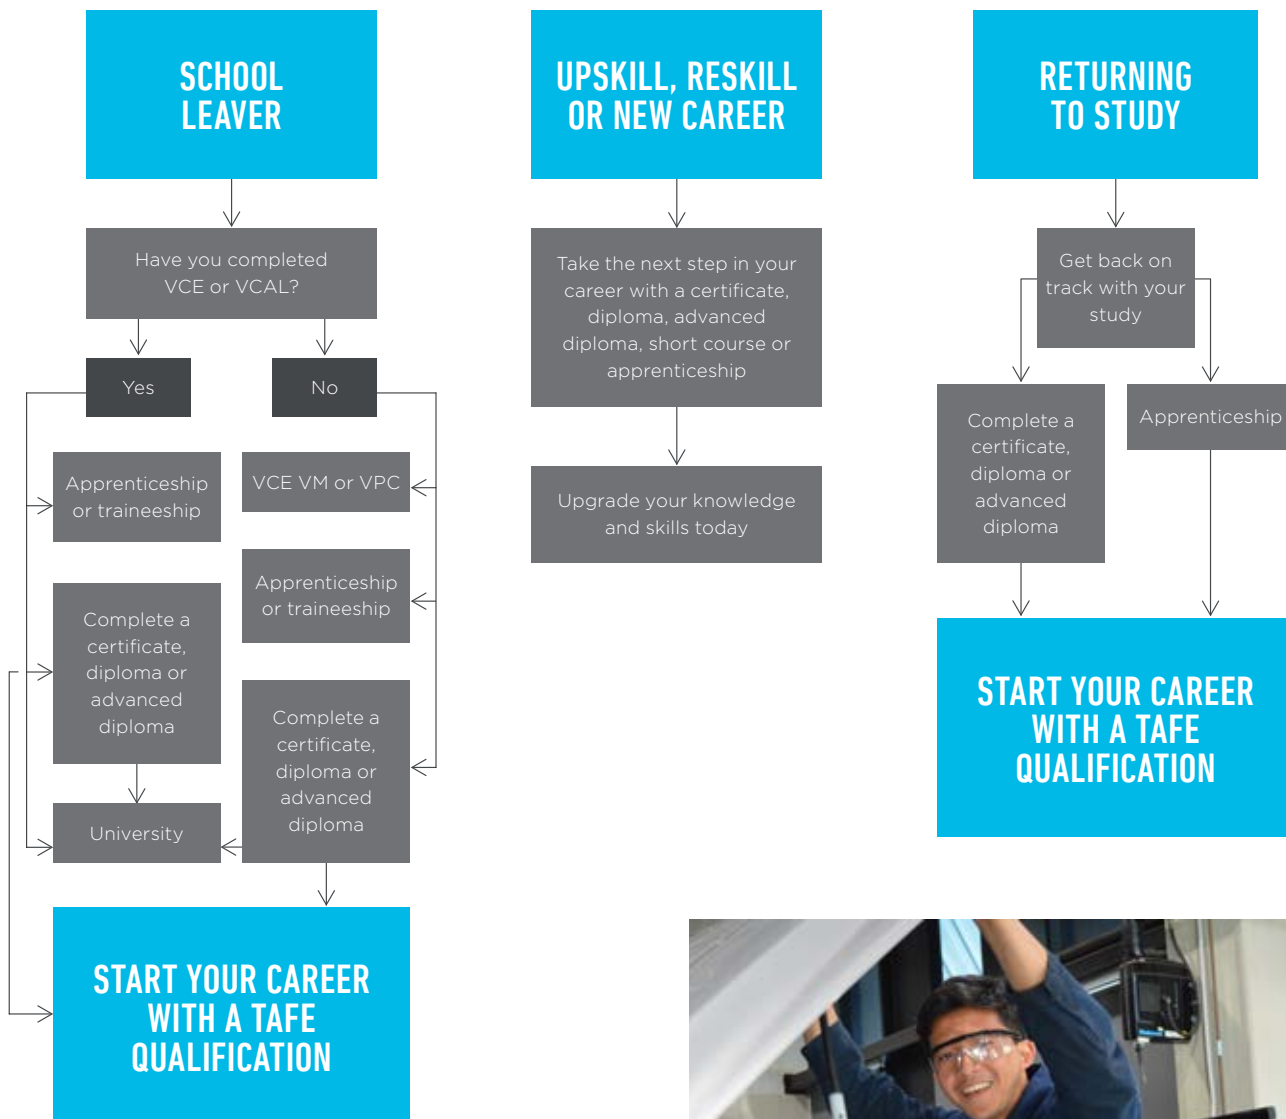 SCHOOL
LEAVER
Have you completed
VCE or VCAL?
Yes
No
Apprenticeship
or traineeship
Complete a
certificate,
diploma or
advanced
diploma
University
VCE VM or VPC
Apprenticeship
or traineeship
Complete a
certificate,
diploma or
advanced
diploma
START YOUR CAREER
WITH A TAFE
QUALIFICATION
UPSKILL, RESKILL
OR NEW CAREER
Take the next step in your
career with a certificate,
diploma, advanced
diploma, short course or
apprenticeship
Upgrade your knowledge
and skills today
RETURNING
TO STUDY
Get back on
track with your
study
Complete a
certificate,
diploma or
advanced
diploma
Apprenticeship
START YOUR CAREER
WITH A TAFE
QUALIFICATION